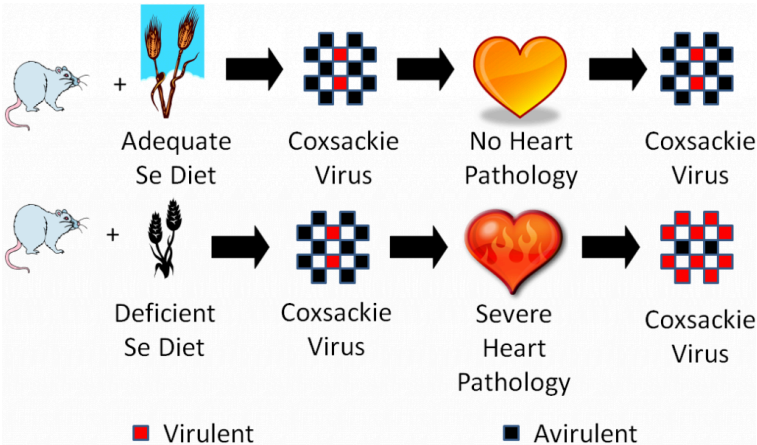 +
Adequate
Se Diet
Coxsackie
Virus
No Heart
Pathology
Coxsackie
Virus
+
Deficient
Se Diet
Coxsackie
Virus
Severe
Heart
Pathology
Coxsackie
Virus
Virulent
Avirulent